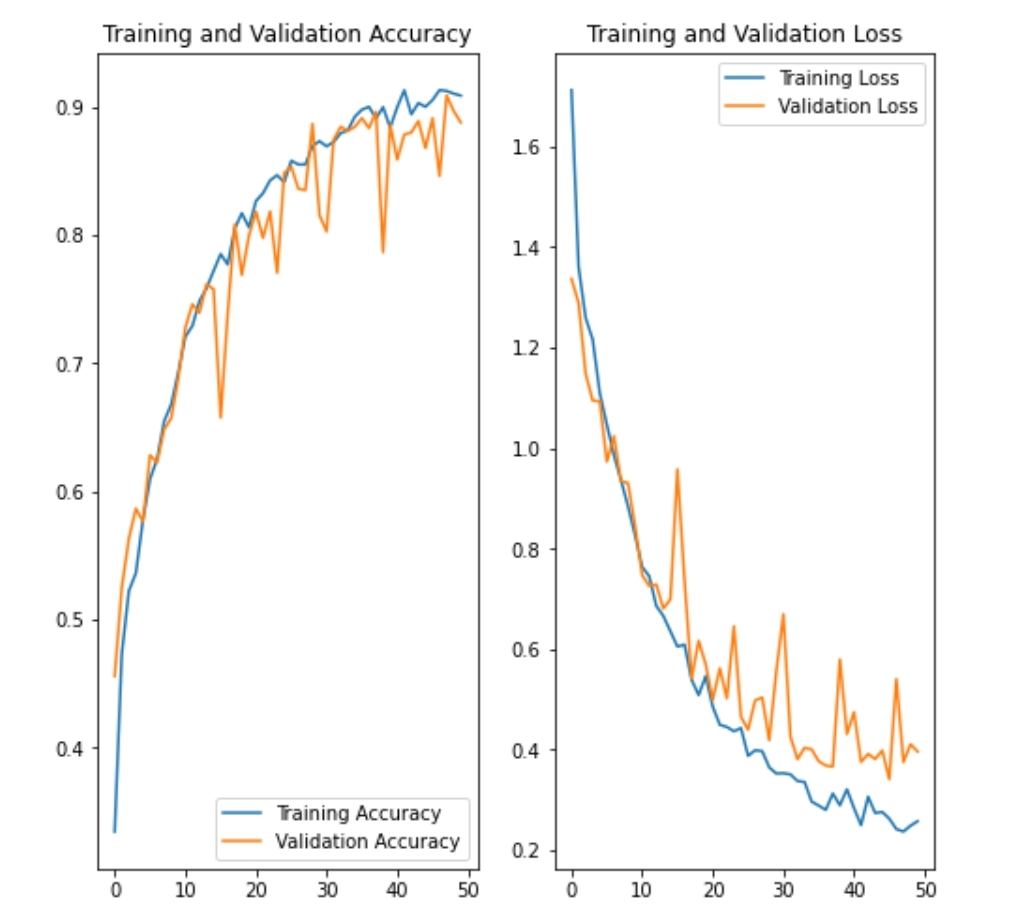 Training and Validation Accuracy
0.9
0.8
0.7
0.6
0.5
0.4
Training Accuracy
Validation Accuracy
0 10 20 30 40 50
Training and Validation Loss
Training Loss
Validation Loss
1.6
1.4
1.2
1.0
0.8
0.6
0.4
0.2
0 10 20 30 40 50